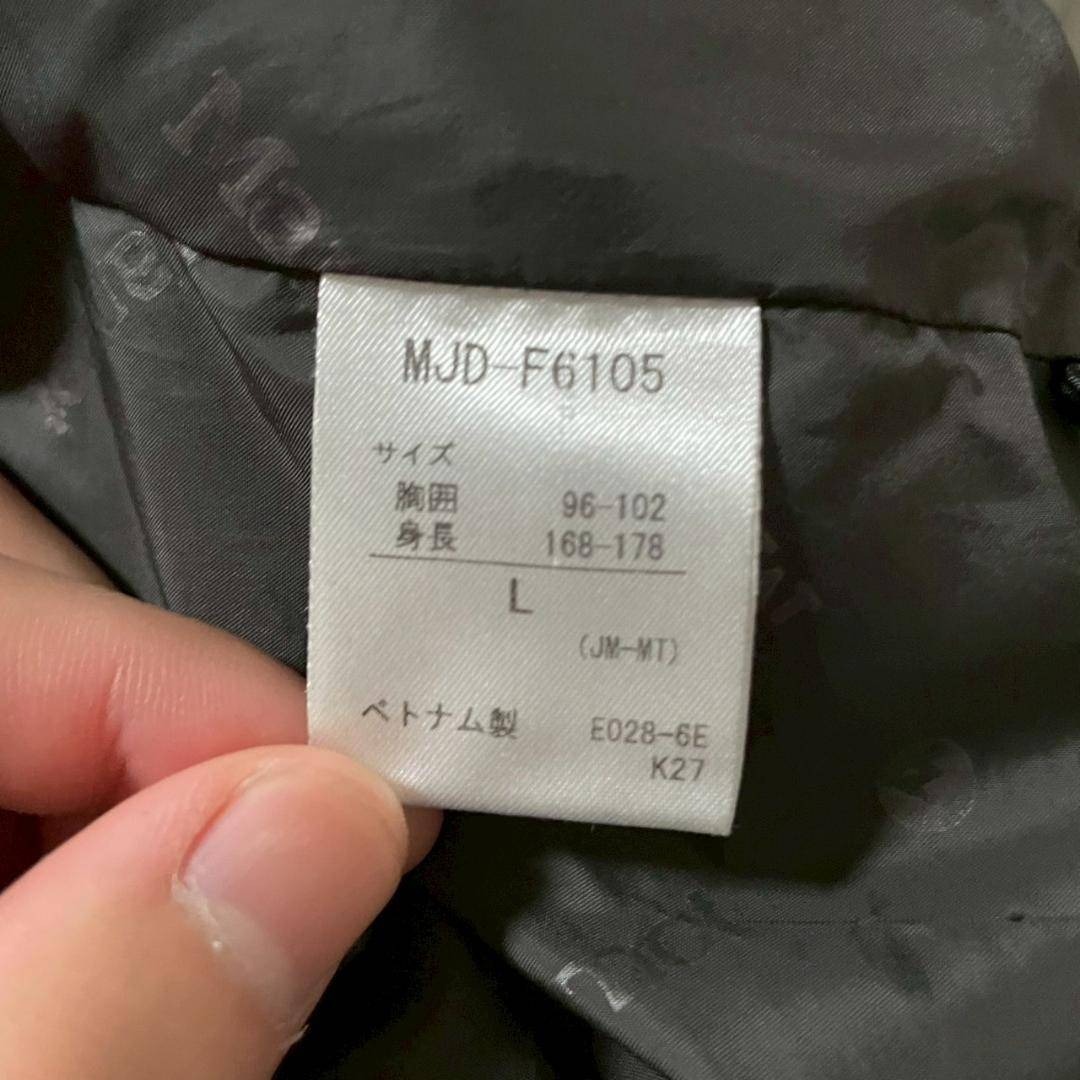 MJD-F6105
サイズ
胸囲 96-102
身長 168-178
L
(JM-MT)
ベトナム製 E028-6E
K27